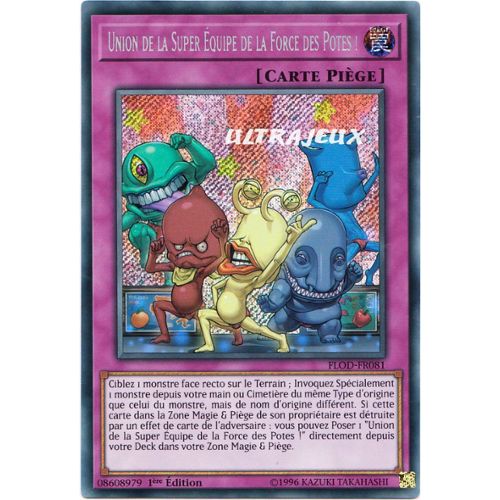 Union de la Super Équipe de la Force des Potes !
[Carte Piège]
ULTRAJEUX
FLOD-FR081
Ciblez 1 monstre face recto sur le Terrain ; Invoquez Spécialement
1 monstre depuis votre main ou Cimetière du même Type d'origine
que celui du monstre, mais de nom d'origine différent. Si cette
carte dans la Zone Magie & Piège de son propriétaire est détruite
par un effet de carte de l'adversaire : vous pouvez Poser 1 "Union
de la Super Équipe de la Force des Potes !" directement depuis
votre Deck dans votre Zone Magie & Piège.
08608979 1ère Édition ©1996 KAZUKI TAKAHASHI